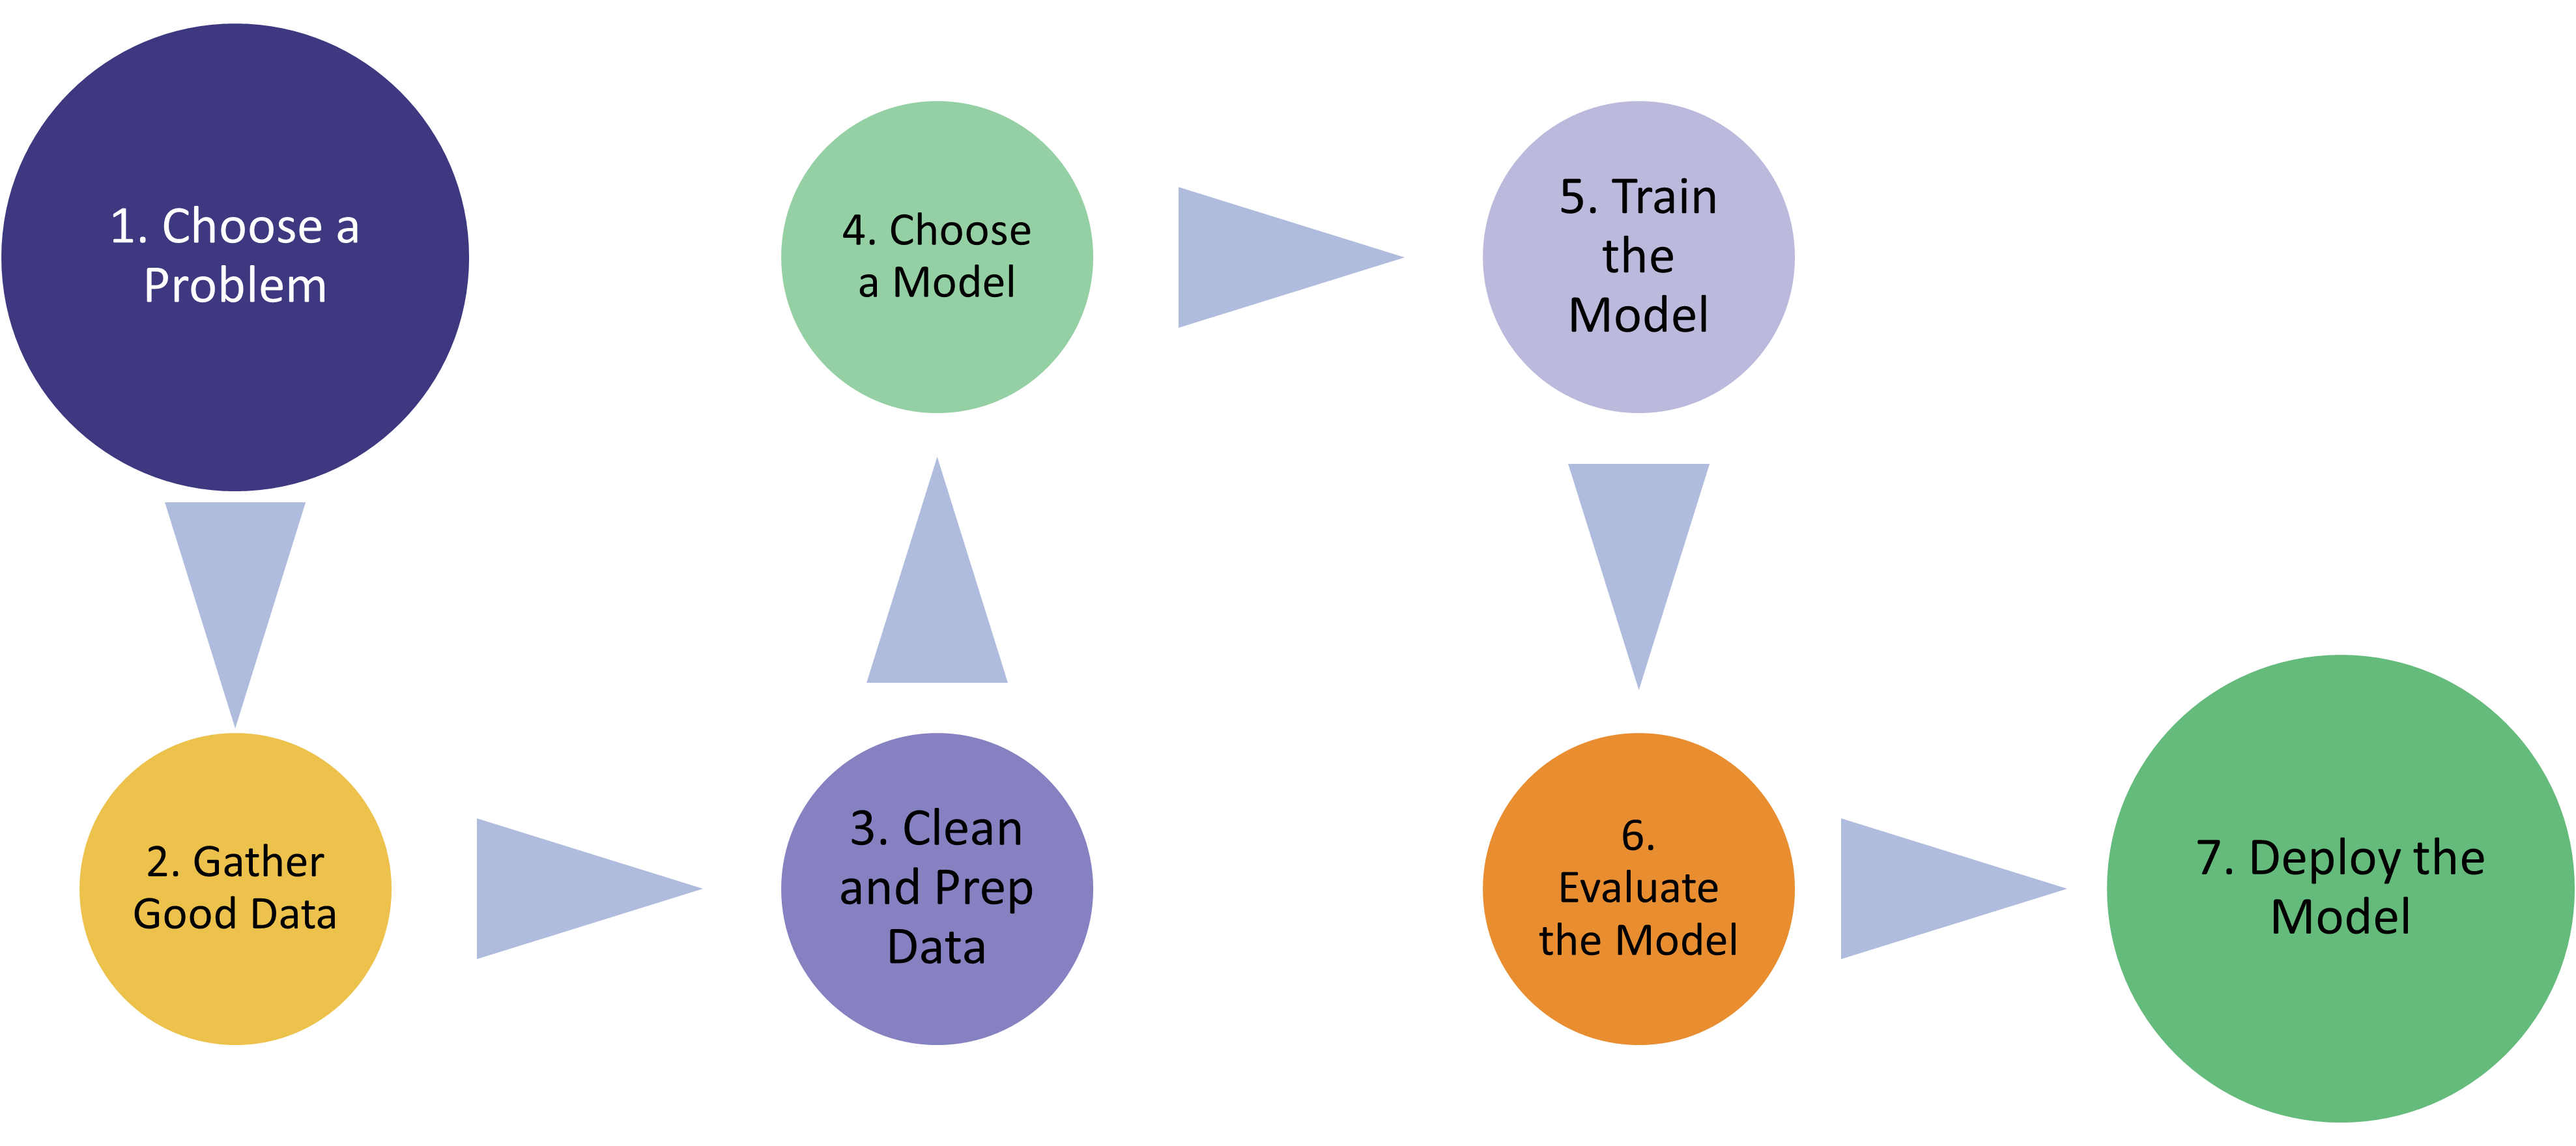 1. Choose a
Problem
2. Gather
Good Data
3. Clean
and Prep
Data
4. Choose
a Model
5. Train
the
Model
6.
Evaluate
the Model
7. Deploy the
Model